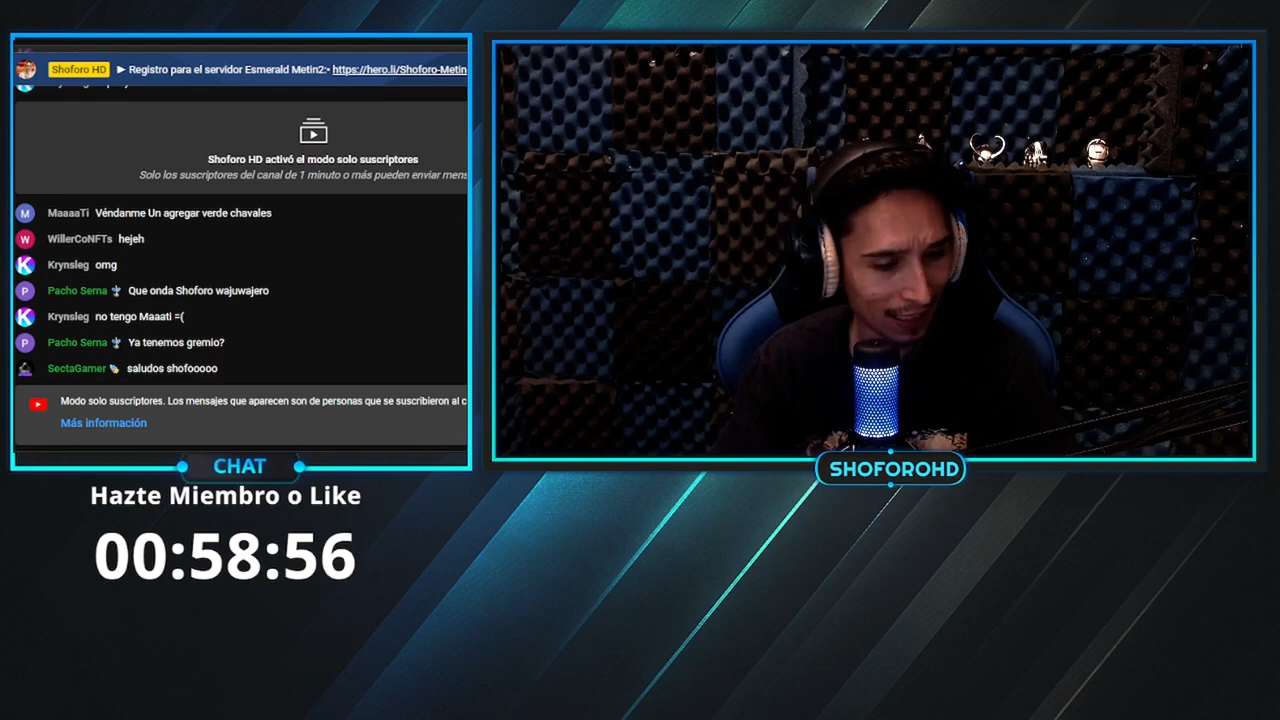 Shoforo HD ► Registro para el servidor Esmerald Metin2:• https://hero.li/Shoforo-Metin
Krynsleg
Shoforo HD activó el modo solo suscriptores
Solo los suscriptores del canal de 1 minuto o más pueden enviar mens
M MaaaaTi Véndanme Un agregar verde chavales
W WillerCoNFTs hejeh
K Krynsleg omg
P Pacho Serna Que onda Shoforo wajuwajero
K Krynsleg no tengo Maaati =(
P Pacho Serna Ya tenemos gremio?
SectaGamer saludos shofooooo
Modo solo suscriptores. Los mensajes que aparecen son de personas que se suscribieron al c
Más información
CHAT
SHOFOROHD
Hazte Miembro o Like
00:58:56